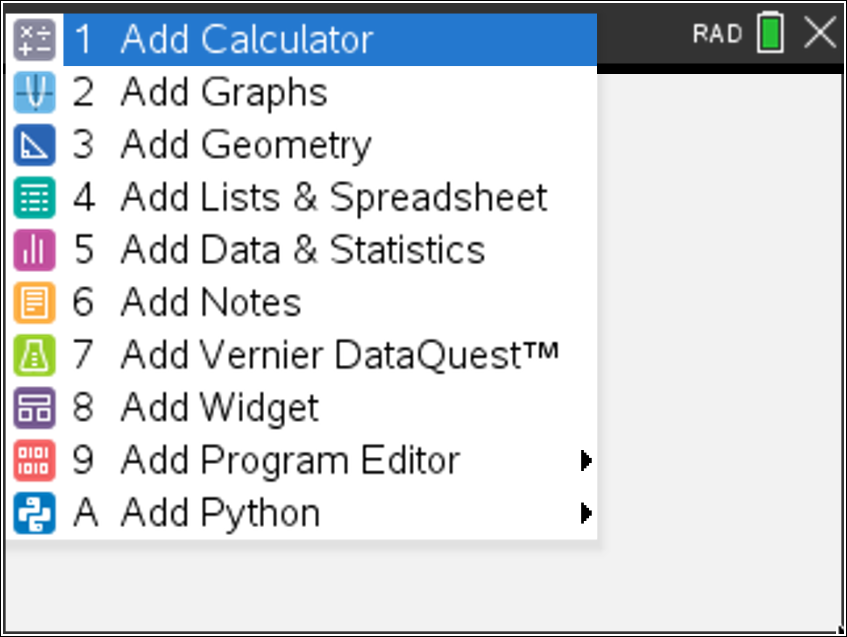 RAD
1 Add Calculator
2 Add Graphs
3 Add Geometry
4 Add Lists & Spreadsheet
5 Add Data & Statistics
6 Add Notes
7 Add Vernier DataQuest™
8 Add Widget
9 Add Program Editor
A Add Python